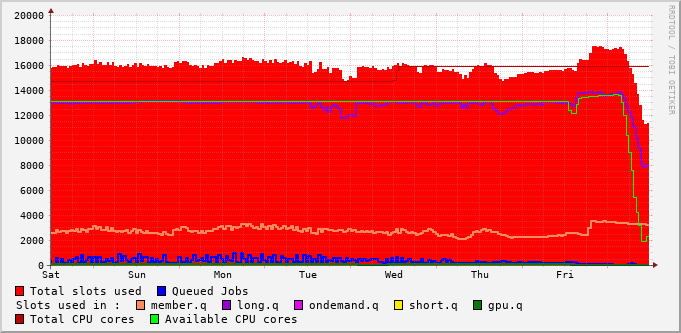 RRDTOOL / TOBI OETIKER
20000
18000
16000
14000
12000
10000
8000
6000
4000
2000
0
Sat Sun Mon Tue Wed Thu Fri
Total slots used Queued Jobs
Slots used in : member.q long.q ondemand.q short.q gpu.q
Total CPU cores Available CPU cores